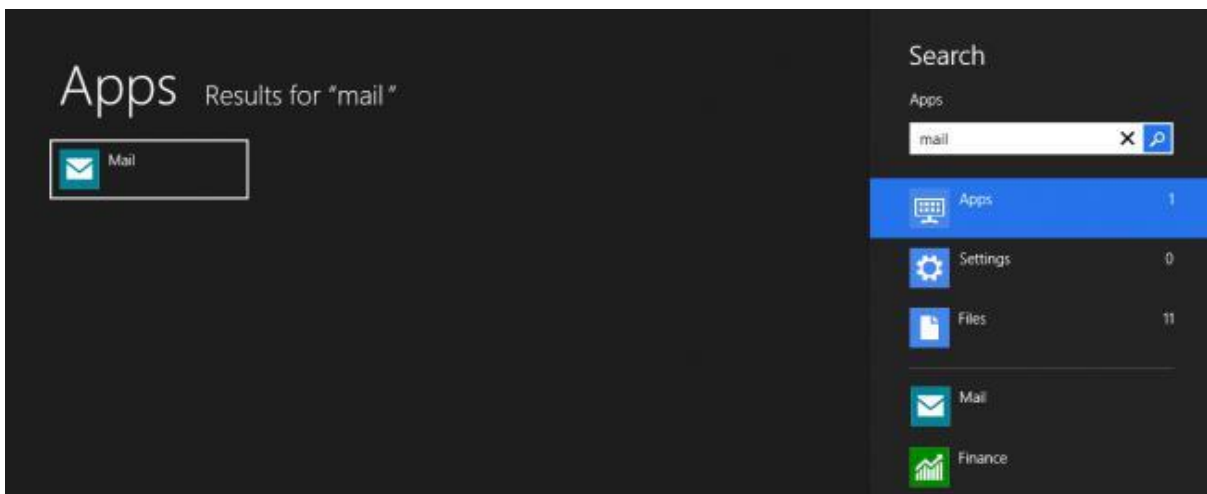 Apps Results for "mail"
Mail
Search
Apps
mail
Apps 1
Settings 0
Files 11
Mail
Finance